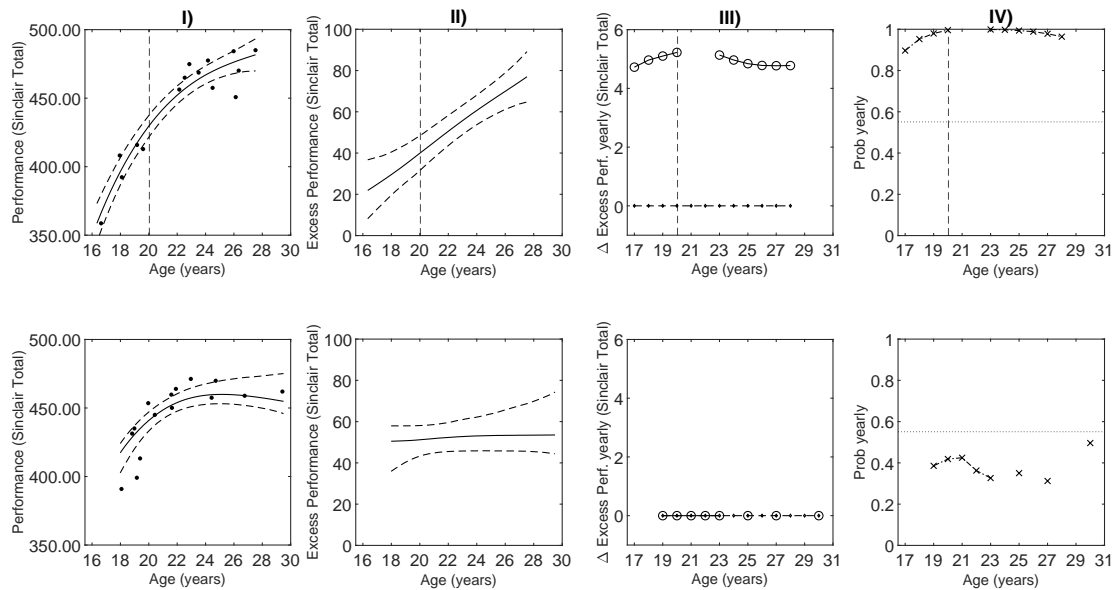 I)
II)
III)
IV)
Performance (Sinclair Total)
500.00
450.00
400.00
350.00
16 18 20 22 24 26 28 30
Age (years)
Excess Performance (Sinclair Total)
100
80
60
40
20
0
16 18 20 22 24 26 28 30
Age (years)
Δ Excess Perf. yearly (Sinclair Total)
6
4
2
0
17 19 21 23 25 27 29 31
Age (years)
Prob yearly
1
0.8
0.6
0.4
0.2
0
17 19 21 23 25 27 29 31
Age (years)
Performance (Sinclair Total)
500.00
450.00
400.00
350.00
16 18 20 22 24 26 28 30
Age (years)
Excess Performance (Sinclair Total)
100
80
60
40
20
0
16 18 20 22 24 26 28 30
Age (years)
Δ Excess Perf. yearly (Sinclair Total)
6
4
2
0
17 19 21 23 25 27 29 31
Age (years)
Prob yearly
1
0.8
0.6
0.4
0.2
0
17 19 21 23 25 27 29 31
Age (years)